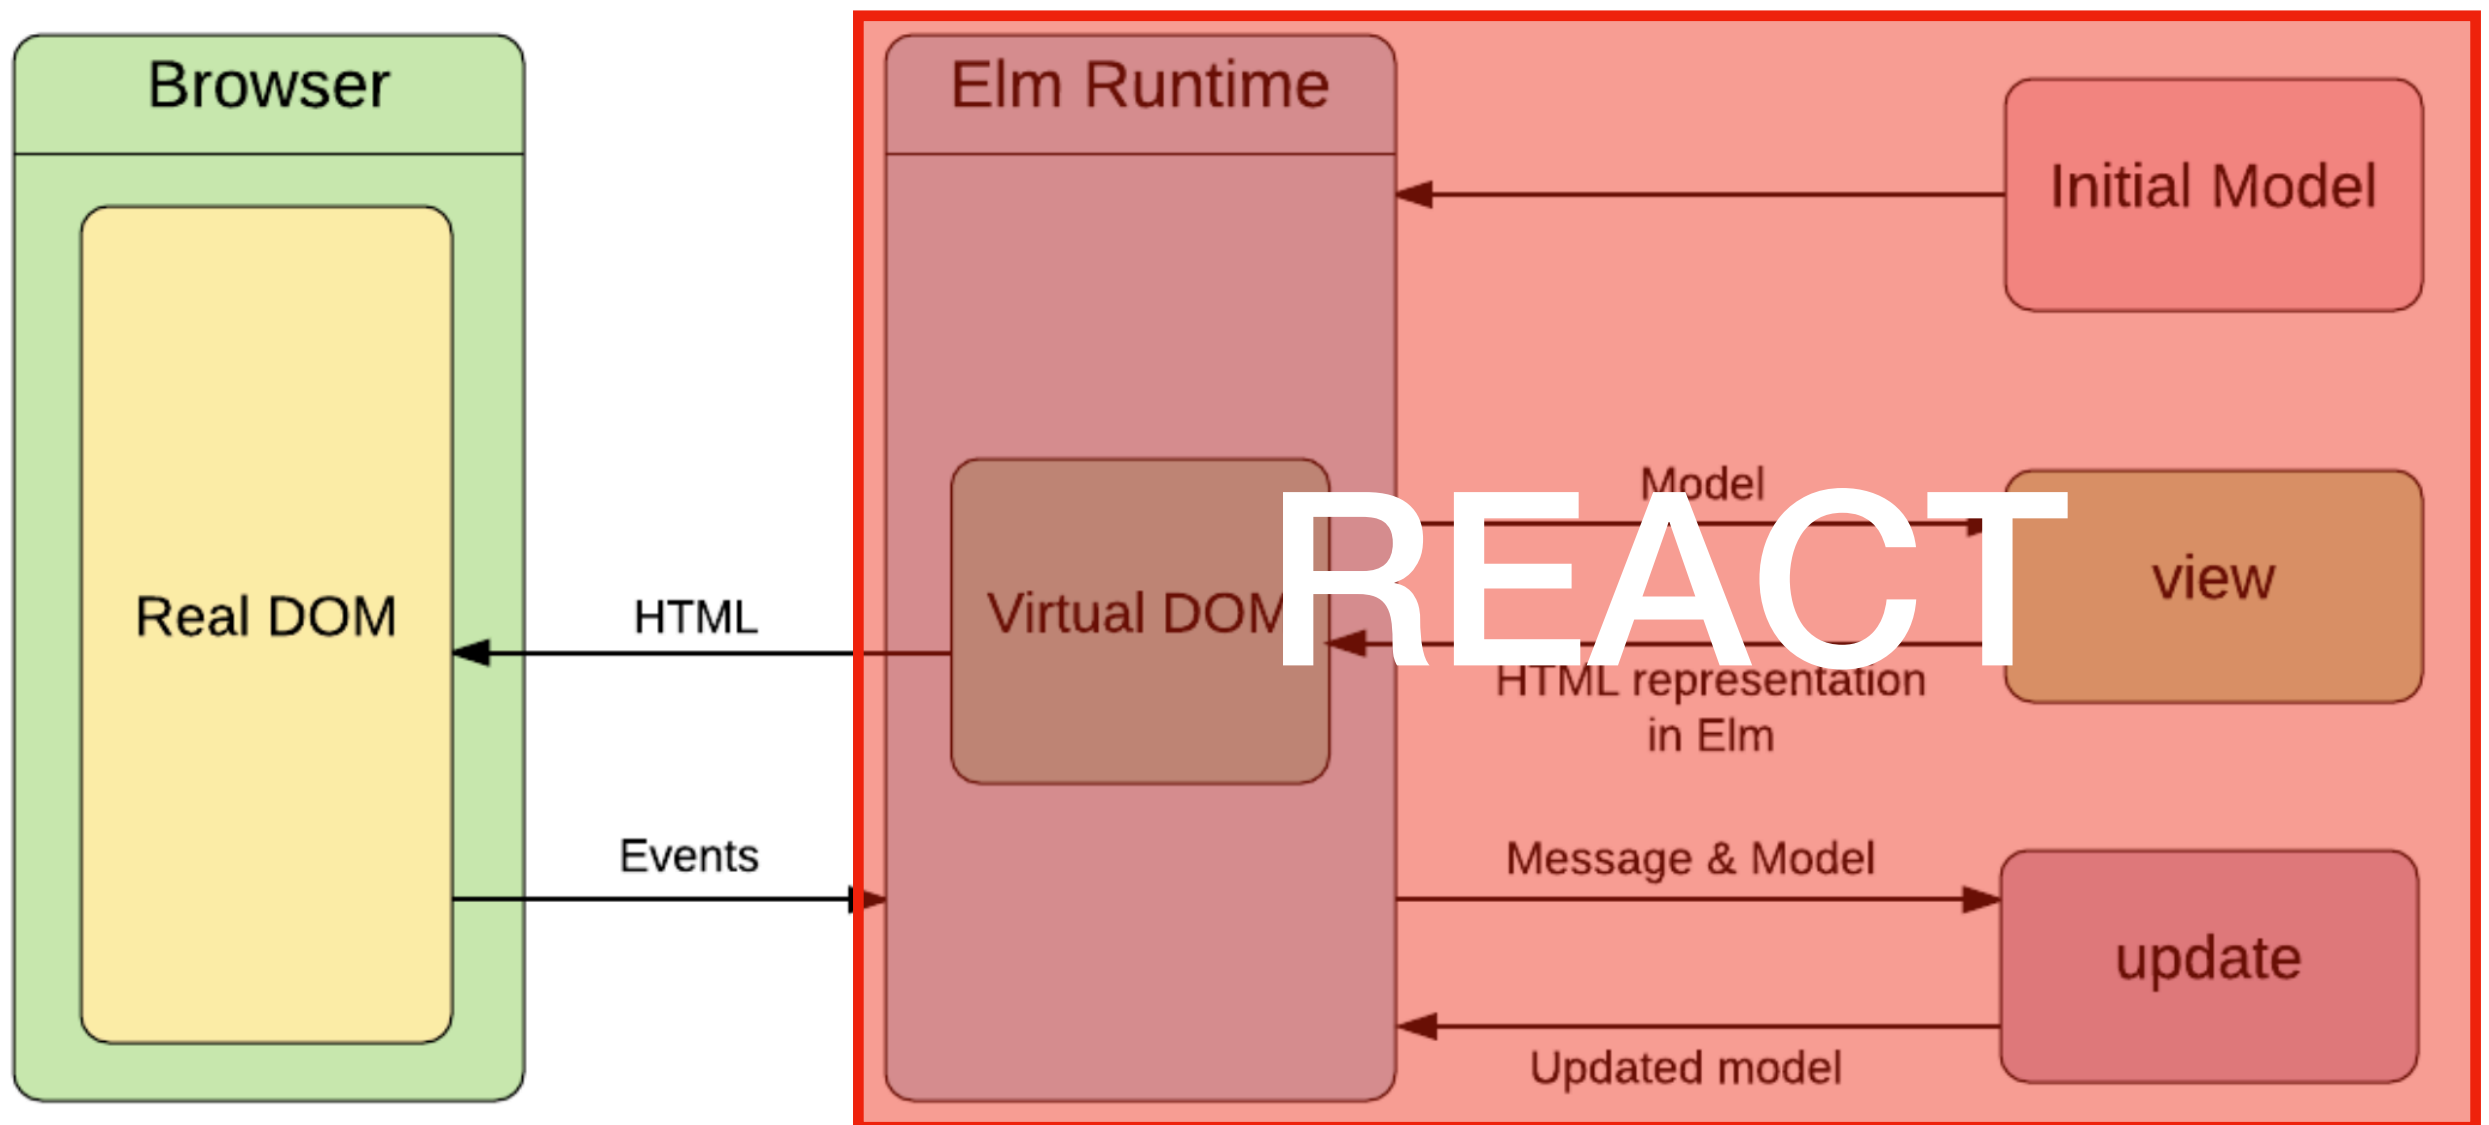 Browser
Elm Runtime
Initial Model
Model
REACT
view
Real DOM
HTML
Virtual DOM
HTML representation
in Elm
Events
Message & Model
update
Updated model